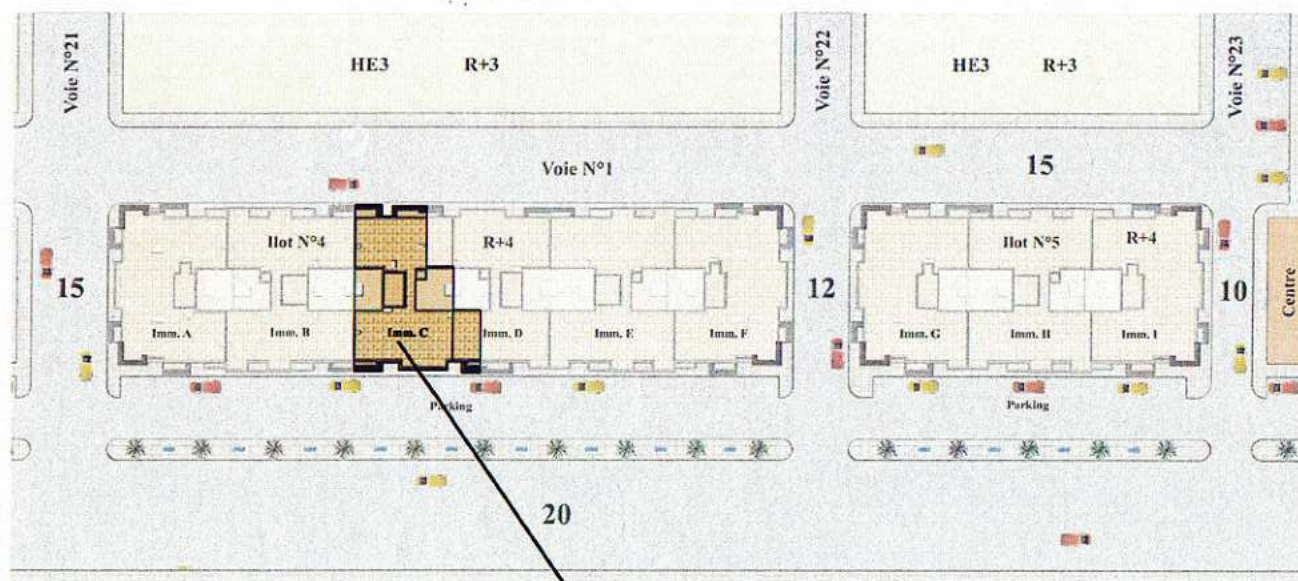 Voie N°21
HE3 R+3
Voie N°22
HE3 R+3
Voie N°23
Voie N°1
15
Ilot N°4 R+4
Ilot N°5 R+4
15
12
10
Centre
Imm. A
Imm. B
Imm. C
Imm. D
Imm. E
Imm. F
Imm. G
Imm. H
Imm. I
Parking
Parking
20